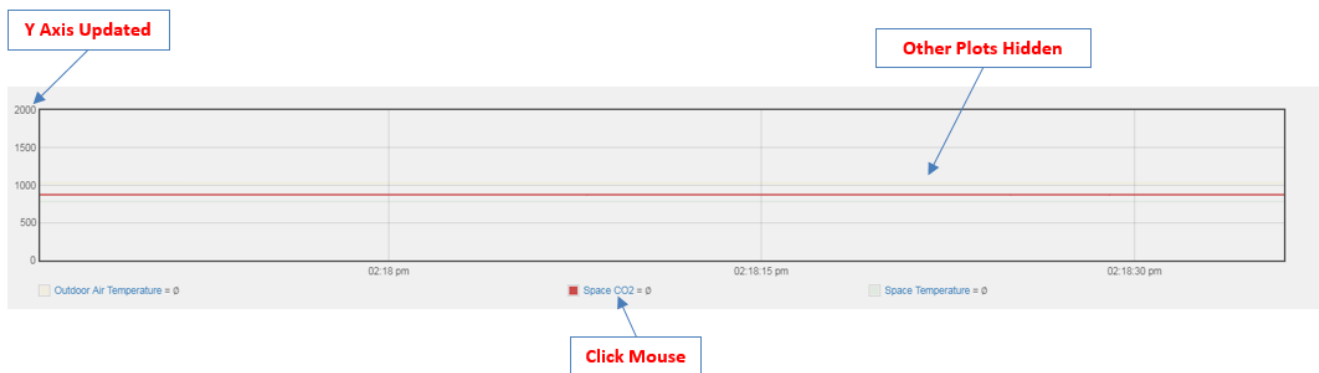 Y Axis Updated
Other Plots Hidden
2000
1500
1000
500
0
02:18 pm 02:18:15 pm 02:18:30 pm
Outdoor Air Temperature = ∅ Space CO2 = ∅ Space Temperature = ∅
Click Mouse